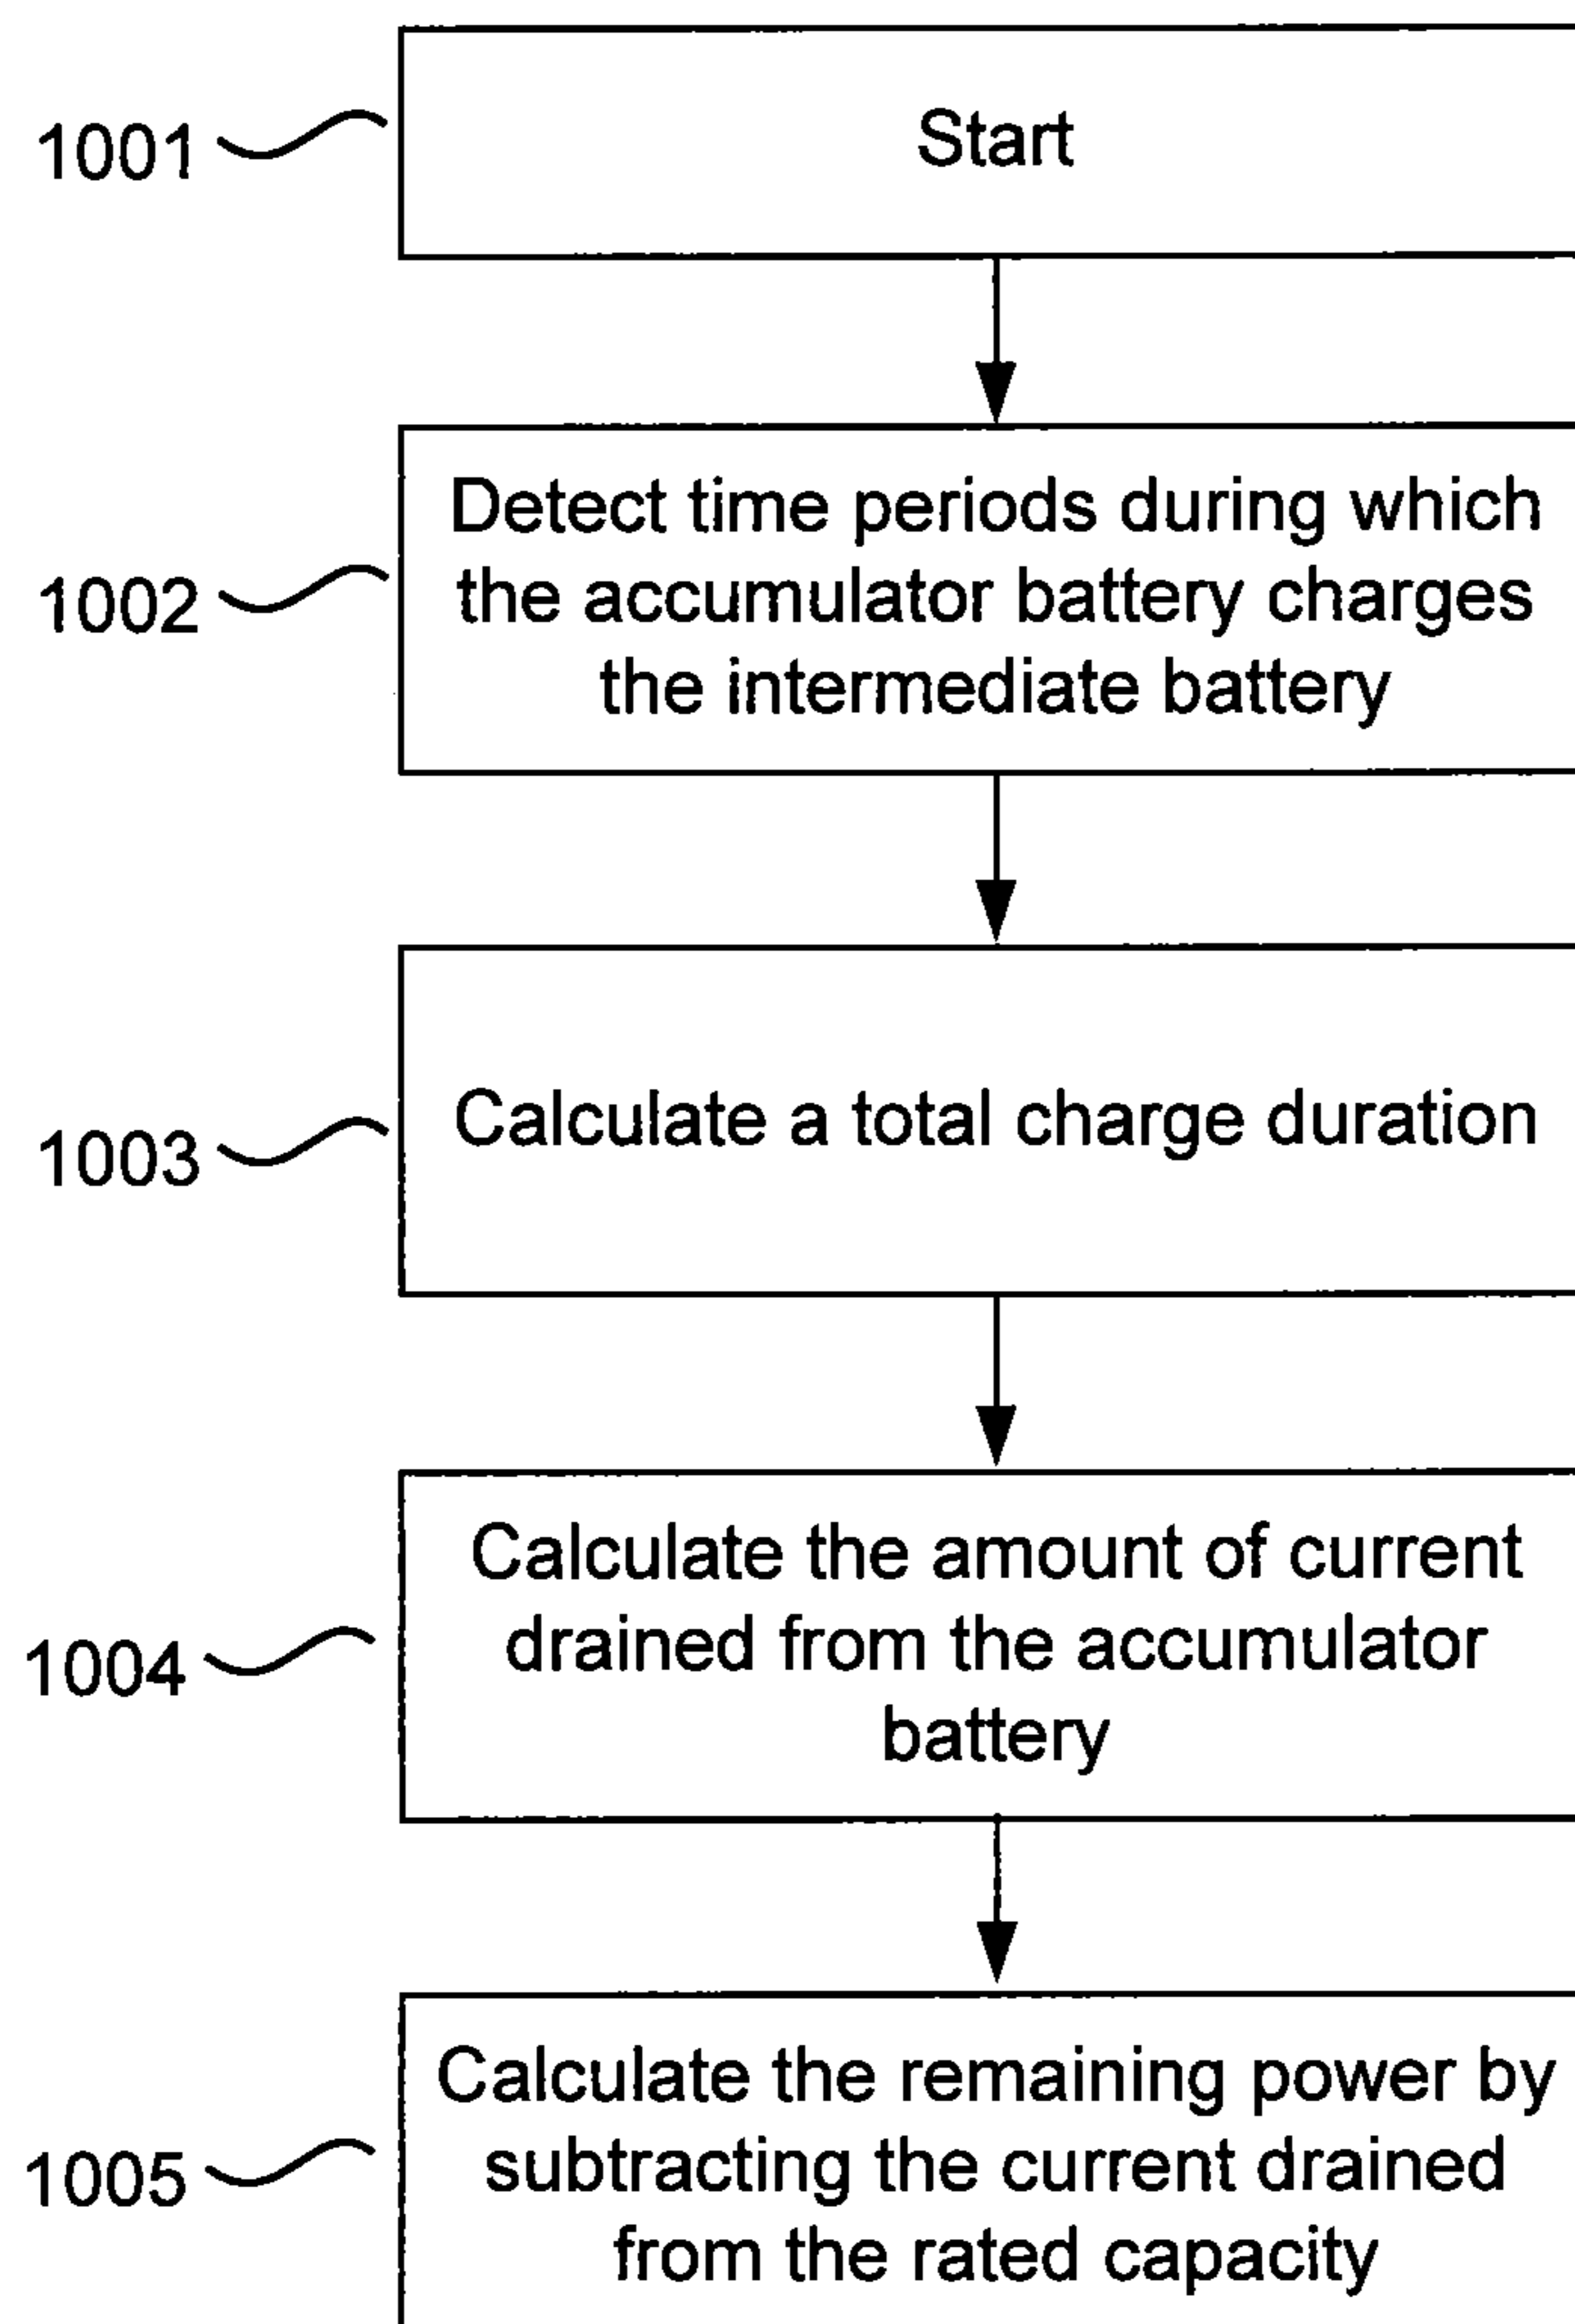 1001
Start
1002
Detect time periods during which
the accumulator battery charges
the intermediate battery
1003
Calculate a total charge duration
1004
Calculate the amount of current
drained from the accumulator
battery
1005
Calculate the remaining power by
subtracting the current drained
from the rated capacity